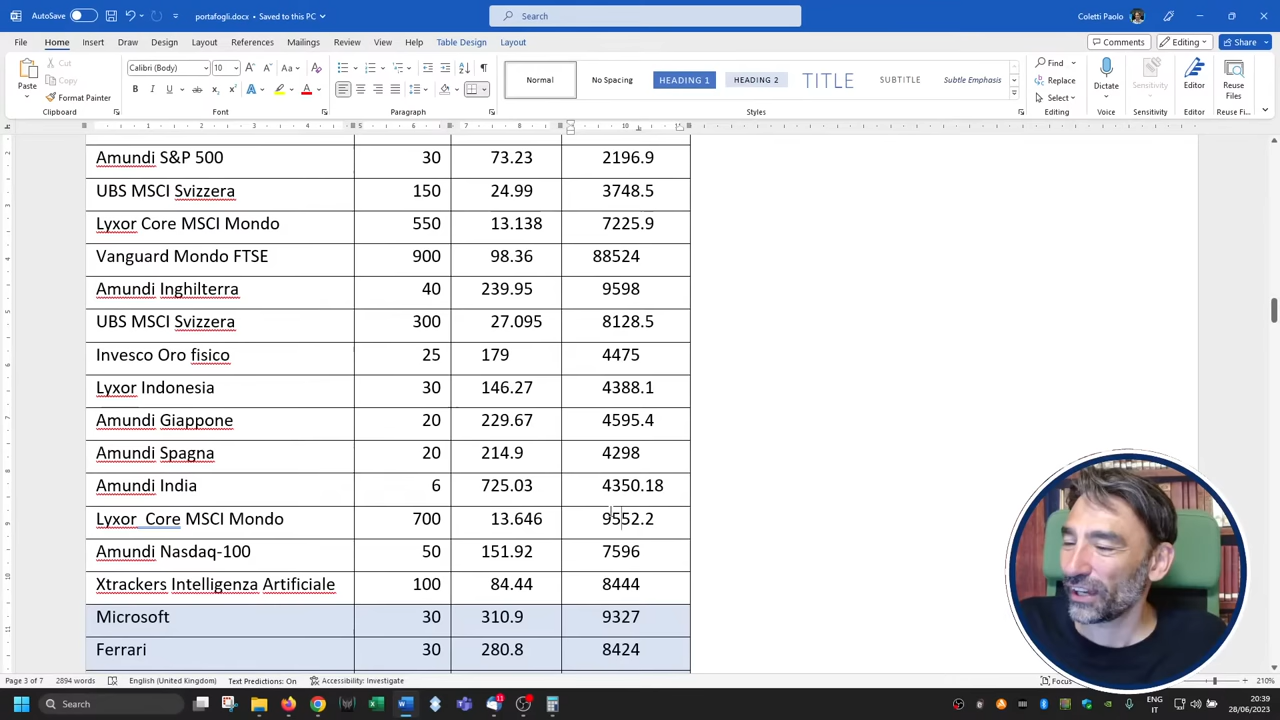 AutoSave Off portafogli.docx • Saved to this PC Search Coletti Paolo
File Home Insert Draw Design Layout References Mailings Review View Help Table Design Layout Comments Editing Share
Cut Copy Format Painter Paste Clipboard
Calibri (Body) 10 Font
Paragraph
Normal No Spacing HEADING 1 HEADING 2 TITLE SUBTITLE Subtle Emphasis Styles
Find Replace Select Editing
Dictate Voice
Sensitivity Sensitivity
Editor Editor
Reuse Files Reuse Fi...
Amundi S&P 500 30 73.23 2196.9
UBS MSCI Svizzera 150 24.99 3748.5
Lyxor Core MSCI Mondo 550 13.138 7225.9
Vanguard Mondo FTSE 900 98.36 88524
Amundi Inghilterra 40 239.95 9598
UBS MSCI Svizzera 300 27.095 8128.5
Invesco Oro fisico 25 179 4475
Lyxor Indonesia 30 146.27 4388.1
Amundi Giappone 20 229.67 4595.4
Amundi Spagna 20 214.9 4298
Amundi India 6 725.03 4350.18
Lyxor Core MSCI Mondo 700 13.646 9552.2
Amundi Nasdaq-100 50 151.92 7596
Xtrackers Intelligenza Artificiale 100 84.44 8444
Microsoft 30 310.9 9327
Ferrari 30 280.8 8424
Page 3 of 7 2894 words English (United Kingdom) Text Predictions: On Accessibility: Investigate Focus 210%
Search ENG IT 20:39 28/06/2023